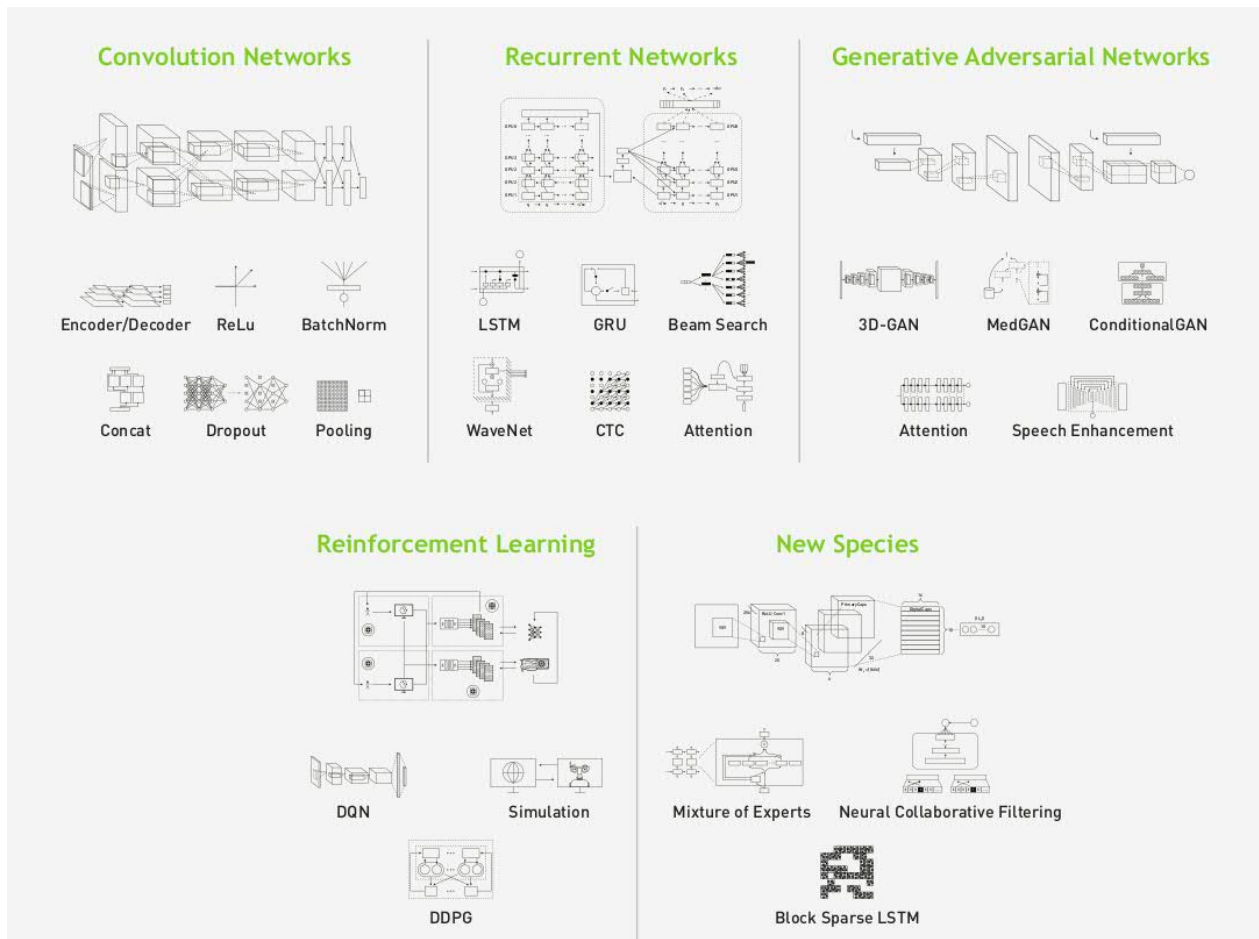 Convolution Networks
Recurrent Networks
Generative Adversarial Networks
Encoder/Decoder
ReLu
BatchNorm
Concat
Dropout
Pooling
LSTM
GRU
Beam Search
WaveNet
CTC
Attention
3D-GAN
MedGAN
ConditionalGAN
Attention
Speech Enhancement
Reinforcement Learning
New Species
DQN
Simulation
DDPG
PrimaryCaps
Mixture of Experts
Neural Collaborative Filtering
Block Sparse LSTM